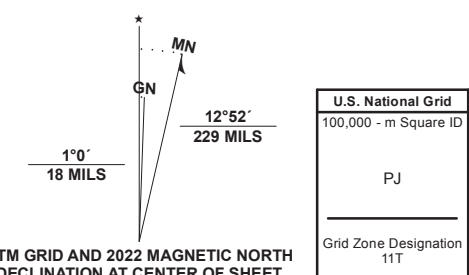 MN
GN
12°52´
229 MILS
1°0´
18 MILS
TM GRID AND 2022 MAGNETIC NORTH
DECLINATION AT CENTER OF SHEET
U.S. National Grid
100,000 - m Square ID
PJ
Grid Zone Designation
11T